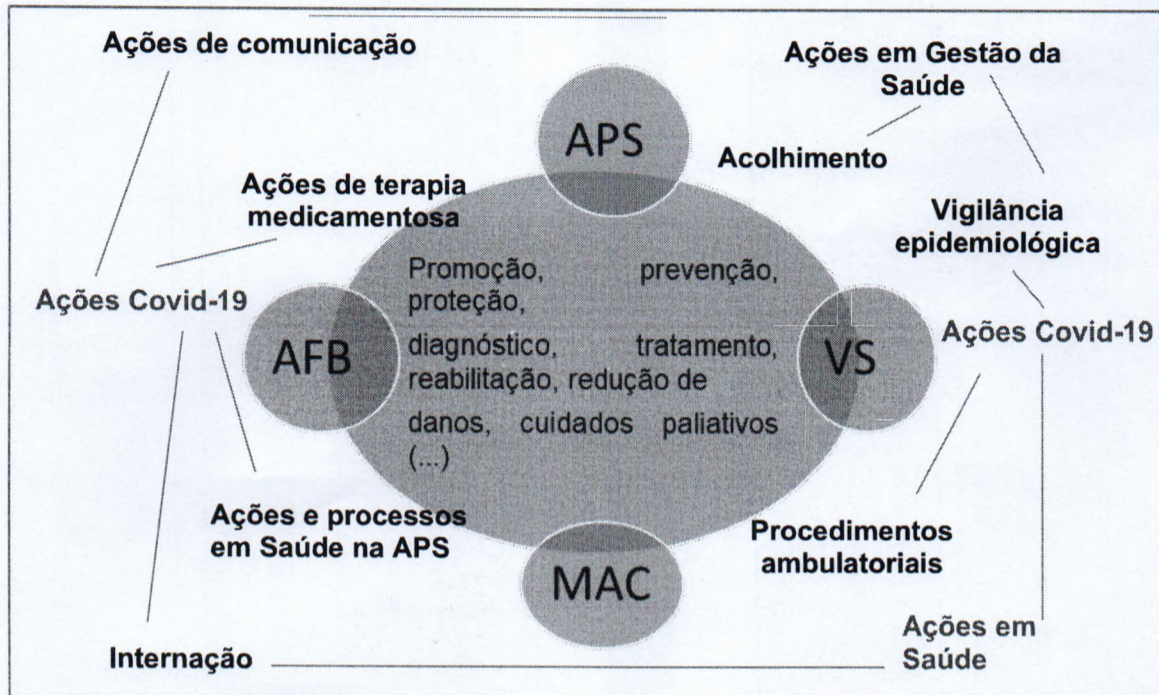 Ações de comunicação
Ações em Gestão da
Saúde
APS
Acolhimento
Ações de terapia
medicamentosa
Vigilância
epidemiológica
Promoção, prevenção,
proteção,
Ações Covid-19
AFB
diagnóstico, tratamento,
reabilitação, redução de
VS
Ações Covid-19
danos, cuidados paliativos
(...)
Ações e processos
em Saúde na APS
Procedimentos
ambulatoriais
MAC
Internação
Ações em
Saúde